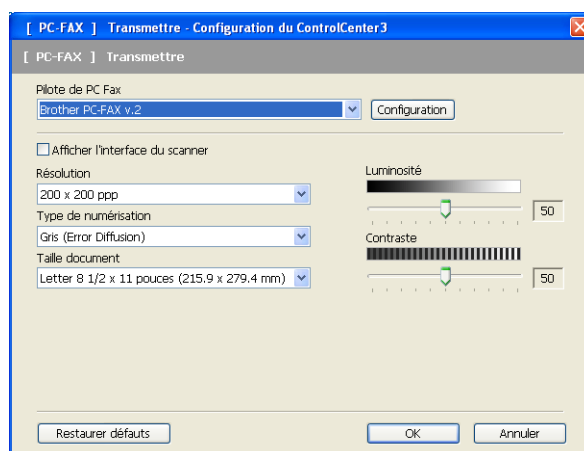 [ PC-FAX ] Transmettre - Configuration du ControlCenter3
[ PC-FAX ] Transmettre
Pilote de PC Fax
Brother PC-FAX v.2
Configuration
Afficher l'interface du scanner
Résolution
200 x 200 ppp
Type de numérisation
Gris (Error Diffusion)
Taille document
Letter 8 1/2 x 11 pouces (215.9 x 279.4 mm)
Luminosité
50
Contraste
50
Restaurer défauts
OK
Annuler